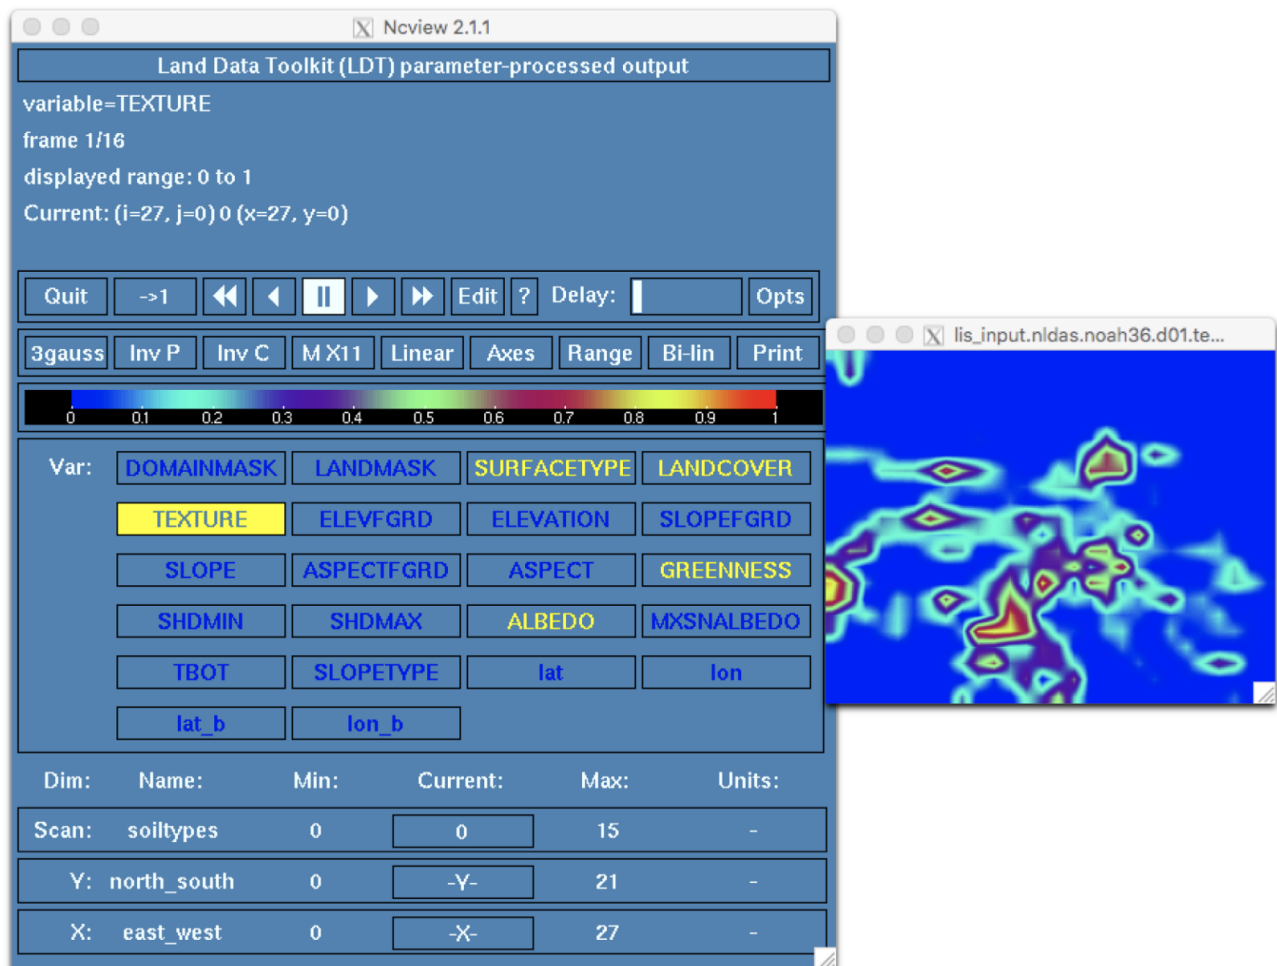 Ncview 2.1.1
Land Data Toolkit (LDT) parameter-processed output
variable=TEXTURE
frame 1/16
displayed range: 0 to 1
Current: (i=27, j=0) 0 (x=27, y=0)
Quit ->1 Edit ? Delay: Opts
3gauss Inv P Inv C M X11 Linear Axes Range Bi-lin Print
0 0.1 0.2 0.3 0.4 0.5 0.6 0.7 0.8 0.9 1
Var: DOMAINMASK LANDMASK SURFACETYPE LANDCOVER
TEXTURE ELEVFGRD ELEVATION SLOPEFGRD
SLOPE ASPECTFGRD ASPECT GREENNESS
SHDMIN SHDMAX ALBEDO MXSNALBEDO
TBOT SLOPETYPE lat lon
lat_b lon_b
Dim: Name: Min: Current: Max: Units:
Scan: soiltypes 0 0 15 -
Y: north_south 0 -Y- 21 -
X: east_west 0 -X- 27 -
lis_input.nldas.noah36.d01.te...